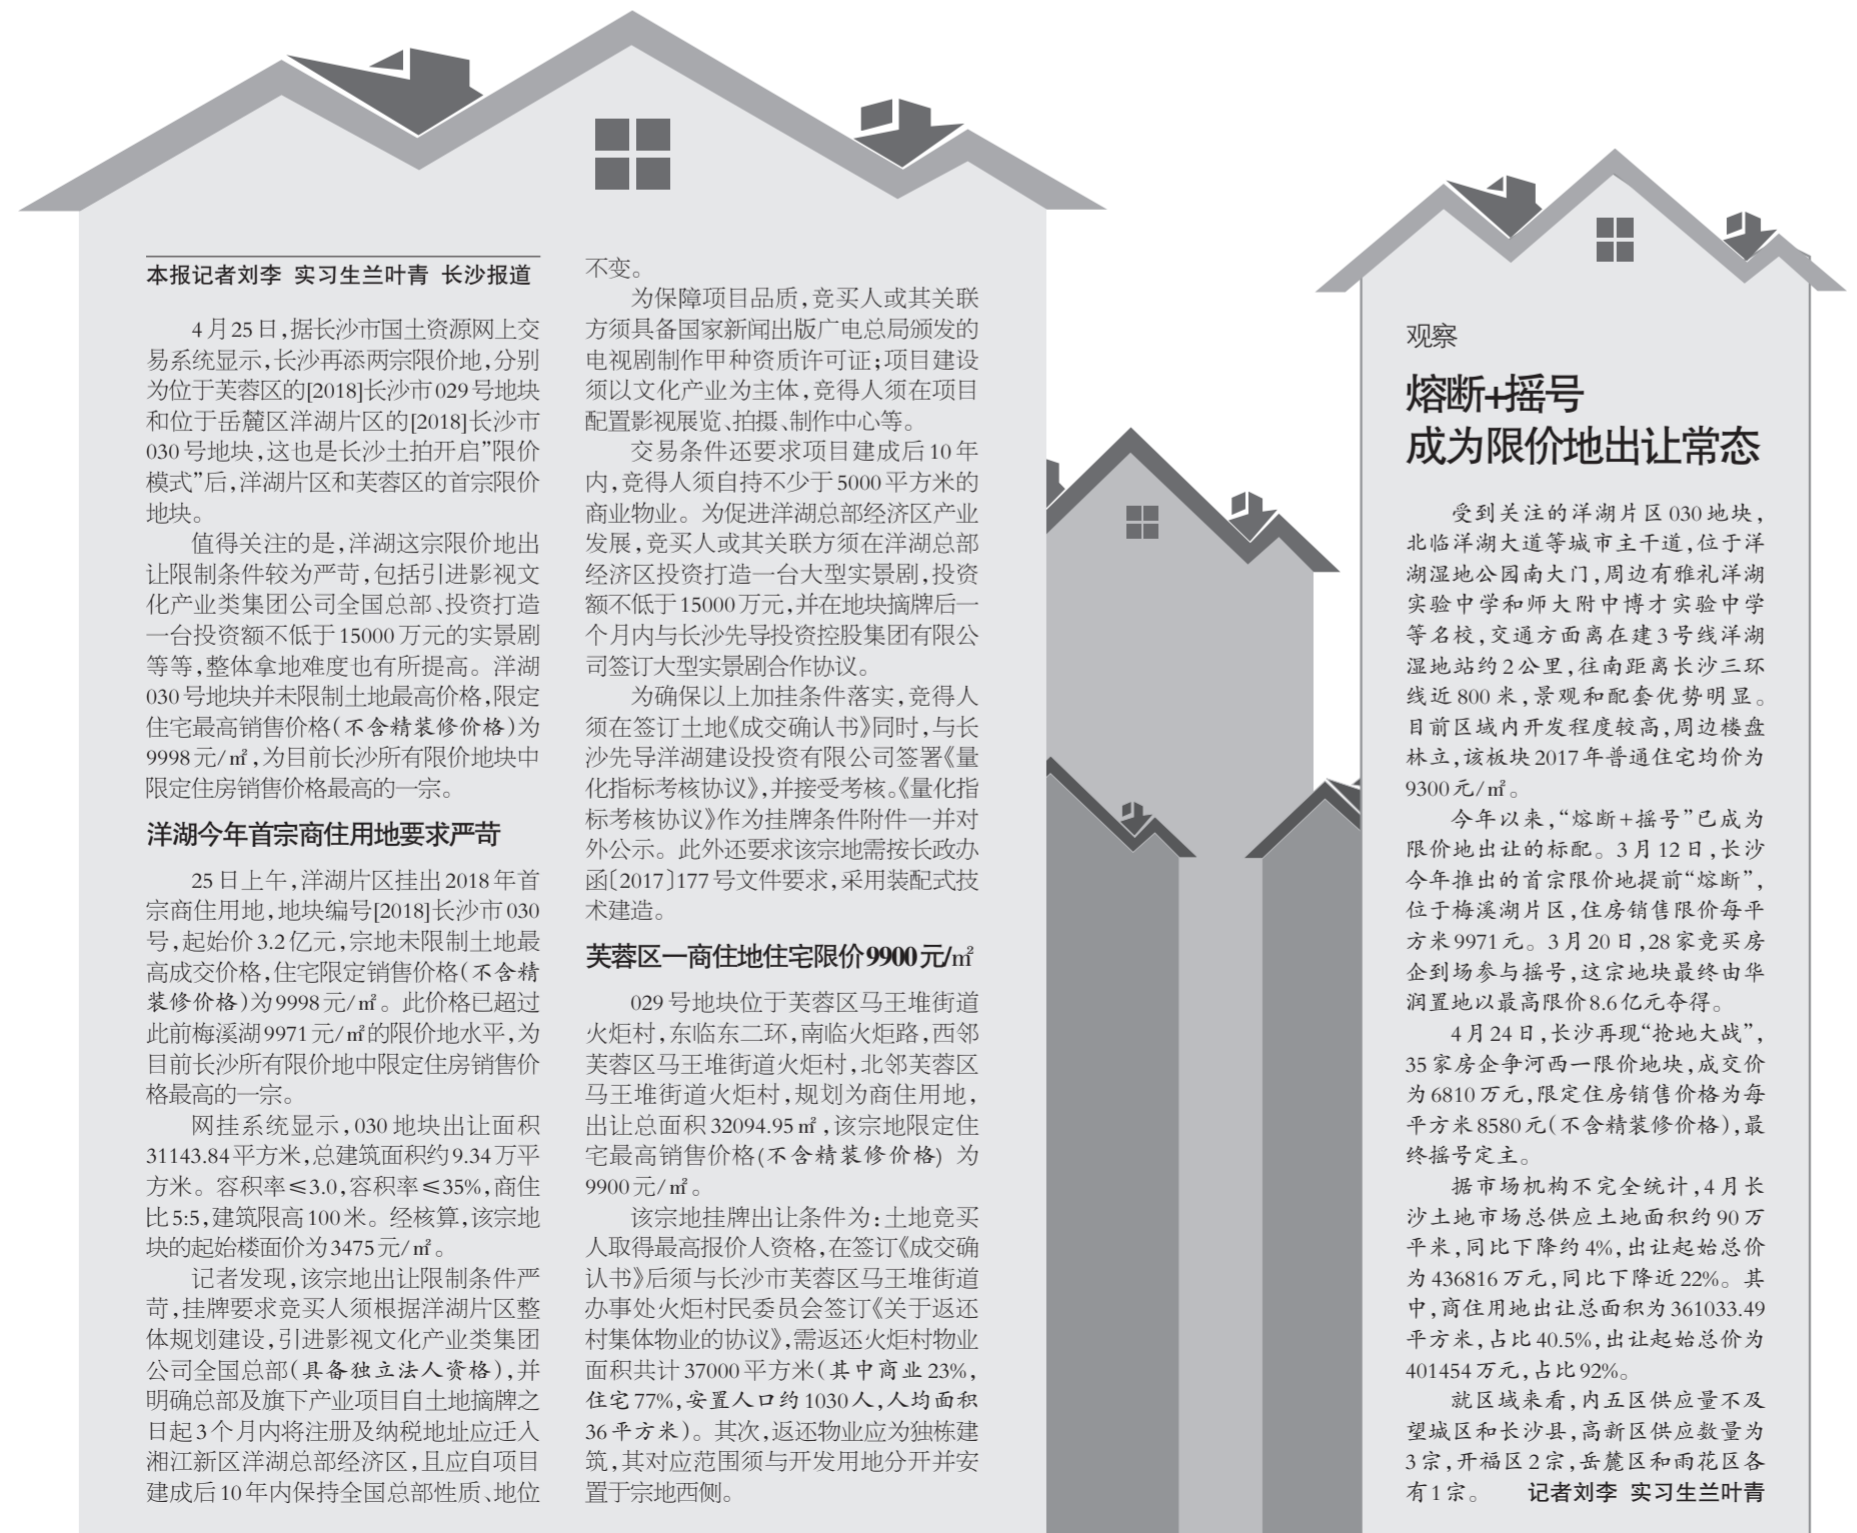 本报记者刘李 实习生兰叶青 长沙报道
4月25日,据长沙市国土资源网上交
易系统显示,长沙再添两宗限价地,分别
为位于芙蓉区的[2018]长沙市029号地块
和位于岳麓区洋湖片区的[2018]长沙市
030号地块,这也是长沙土拍开启”限价
模式”后,洋湖片区和芙蓉区的首宗限价
地块。
值得关注的是,洋湖这宗限价地出
让限制条件较为严苛,包括引进影视文
化产业类集团公司全国总部、投资打造
一台投资额不低于15000万元的实景剧
等等,整体拿地难度也有所提高。洋湖
030号地块并未限制土地最高价格,限定
住宅最高销售价格(不含精装修价格)为
9998元/㎡,为目前长沙所有限价地块中
限定住房销售价格最高的一宗。
洋湖今年首宗商住用地要求严苛
25日上午,洋湖片区挂出2018年首
宗商住用地,地块编号[2018]长沙市030
号,起始价3.2亿元,宗地未限制土地最
高成交价格,住宅限定销售价格(不含精
装修价格)为9998元/㎡。此价格已超过
此前梅溪湖9971元/㎡的限价地水平,为
目前长沙所有限价地中限定住房销售价
格最高的一宗。
网挂系统显示,030地块出让面积
31143.84平方米,总建筑面积约9.34万平
方米。容积率≤3.0,容积率≤35%,商住
比5:5,建筑限高100米。经核算,该宗地
块的起始楼面价为3475元/㎡。
记者发现,该宗地出让限制条件严
苛,挂牌要求竞买人须根据洋湖片区整
体规划建设,引进影视文化产业类集团
公司全国总部(具备独立法人资格),并
明确总部及旗下产业项目自土地摘牌之
日起3个月内将注册及纳税地址应迁入
湘江新区洋湖总部经济区,且应自项目
建成后10年内保持全国总部性质、地位
不变。
为保障项目品质,竞买人或其关联
方须具备国家新闻出版广电总局颁发的
电视剧制作甲种资质许可证;项目建设
须以文化产业为主体,竞得人须在项目
配置影视展览、拍摄、制作中心等。
交易条件还要求项目建成后10年
内,竞得人须自持不少于5000平方米的
商业物业。为促进洋湖总部经济区产业
发展,竞买人或其关联方须在洋湖总部
经济区投资打造一台大型实景剧,投资
额不低于15000万元,并在地块摘牌后一
个月内与长沙先导投资控股集团有限公
司签订大型实景剧合作协议。
为确保以上加挂条件落实,竞得人
须在签订土地《成交确认书》同时,与长
沙先导洋湖建设投资有限公司签署《量
化指标考核协议》,并接受考核。《量化指
标考核协议》作为挂牌条件附件一并对
外公示。此外还要求该宗地需按长政办
函〔2017〕177号文件要求,采用装配式技
术建造。
芙蓉区一商住地住宅限价9900元/㎡
029号地块位于芙蓉区马王堆街道
火炬村,东临东二环,南临火炬路,西邻
芙蓉区马王堆街道火炬村,北邻芙蓉区
马王堆街道火炬村,规划为商住用地,
出让总面积32094.95㎡,该宗地限定住
宅最高销售价格(不含精装修价格) 为
9900元/㎡。
该宗地挂牌出让条件为:土地竞买
人取得最高报价人资格,在签订《成交确
认书》后须与长沙市芙蓉区马王堆街道
办事处火炬村民委员会签订《关于返还
村集体物业的协议》,需返还火炬村物业
面积共计37000平方米(其中商业23%,
住宅77%,安置人口约1030人,人均面积
36平方米)。其次,返还物业应为独栋建
筑,其对应范围须与开发用地分开并安
置于宗地西侧。
观察
熔断+摇号
成为限价地出让常态
受到关注的洋湖片区030地块,
北临洋湖大道等城市主干道,位于洋
湖湿地公园南大门,周边有雅礼洋湖
实验中学和师大附中博才实验中学
等名校,交通方面离在建3号线洋湖
湿地站约2公里,往南距离长沙三环
线近800米,景观和配套优势明显。
目前区域内开发程度较高,周边楼盘
林立,该板块2017年普通住宅均价为
9300元/㎡。
今年以来,“熔断+摇号”已成为
限价地出让的标配。3月12日,长沙
今年推出的首宗限价地提前“熔断”,
位于梅溪湖片区,住房销售限价每平
方米9971元。3月20日,28家竞买房
企到场参与摇号,这宗地块最终由华
润置地以最高限价8.6亿元夺得。
4月24日,长沙再现“抢地大战”,
35家房企争河西一限价地块,成交价
为6810万元,限定住房销售价格为每
平方米8580元(不含精装修价格),最
终摇号定主。
据市场机构不完全统计,4月长
沙土地市场总供应土地面积约90万
平米,同比下降约4%,出让起始总价
为436816万元,同比下降近22%。其
中,商住用地出让总面积为361033.49
平方米,占比40.5%,出让起始总价为
401454万元,占比92%。
就区域来看,内五区供应量不及
望城区和长沙县,高新区供应数量为
3宗,开福区2宗,岳麓区和雨花区各
有1宗。 记者刘李 实习生兰叶青